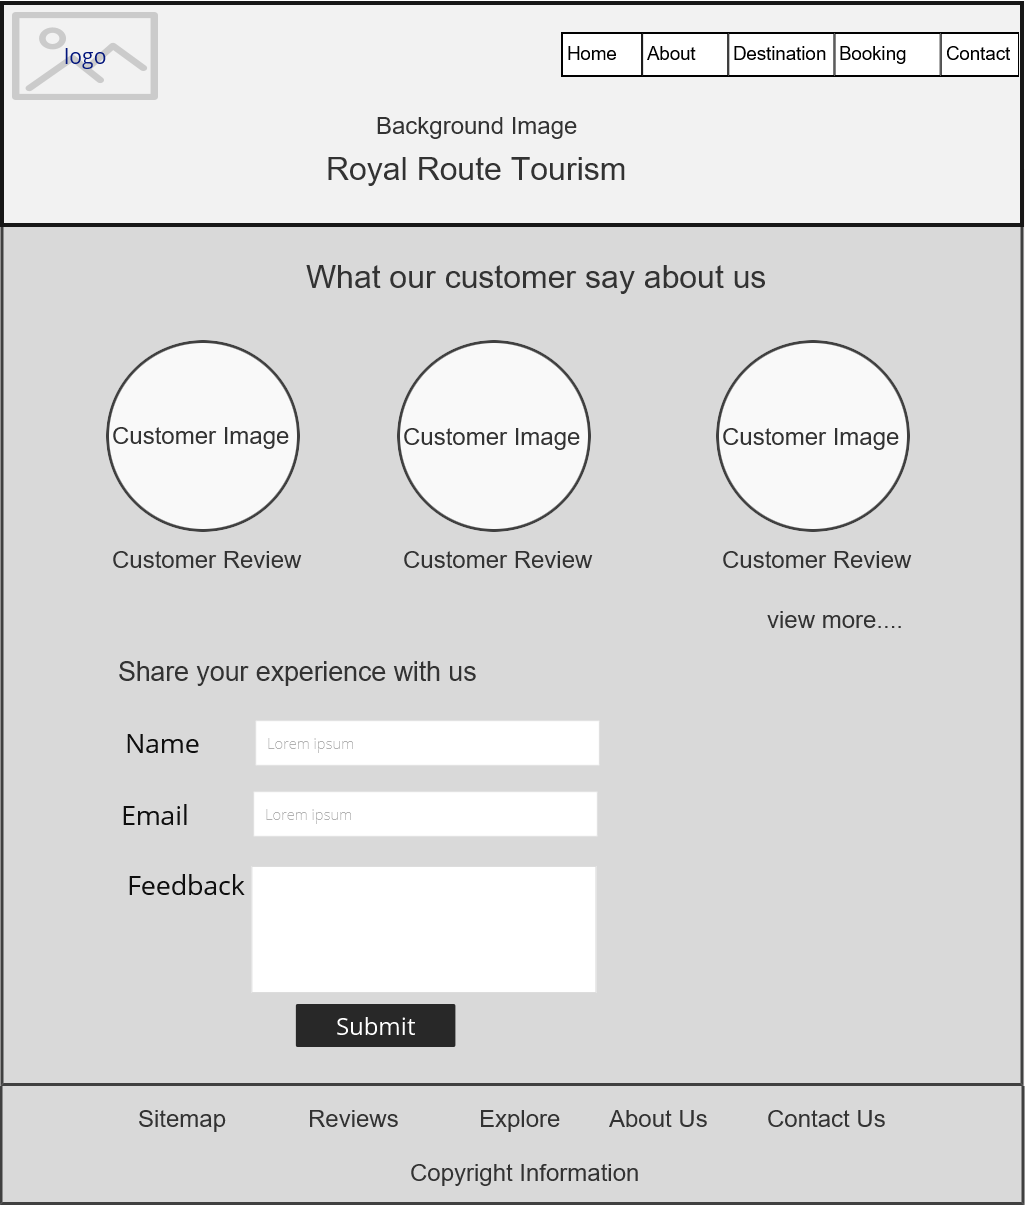 logo
Home About Destination Booking Contact
Background Image
Royal Route Tourism
What our customer say about us
Customer Image Customer Image Customer Image
Customer Review Customer Review Customer Review
view more....
Share your experience with us
Name Lorem ipsum
Email Lorem ipsum
Feedback
Submit
Sitemap Reviews Explore About Us Contact Us
Copyright Information